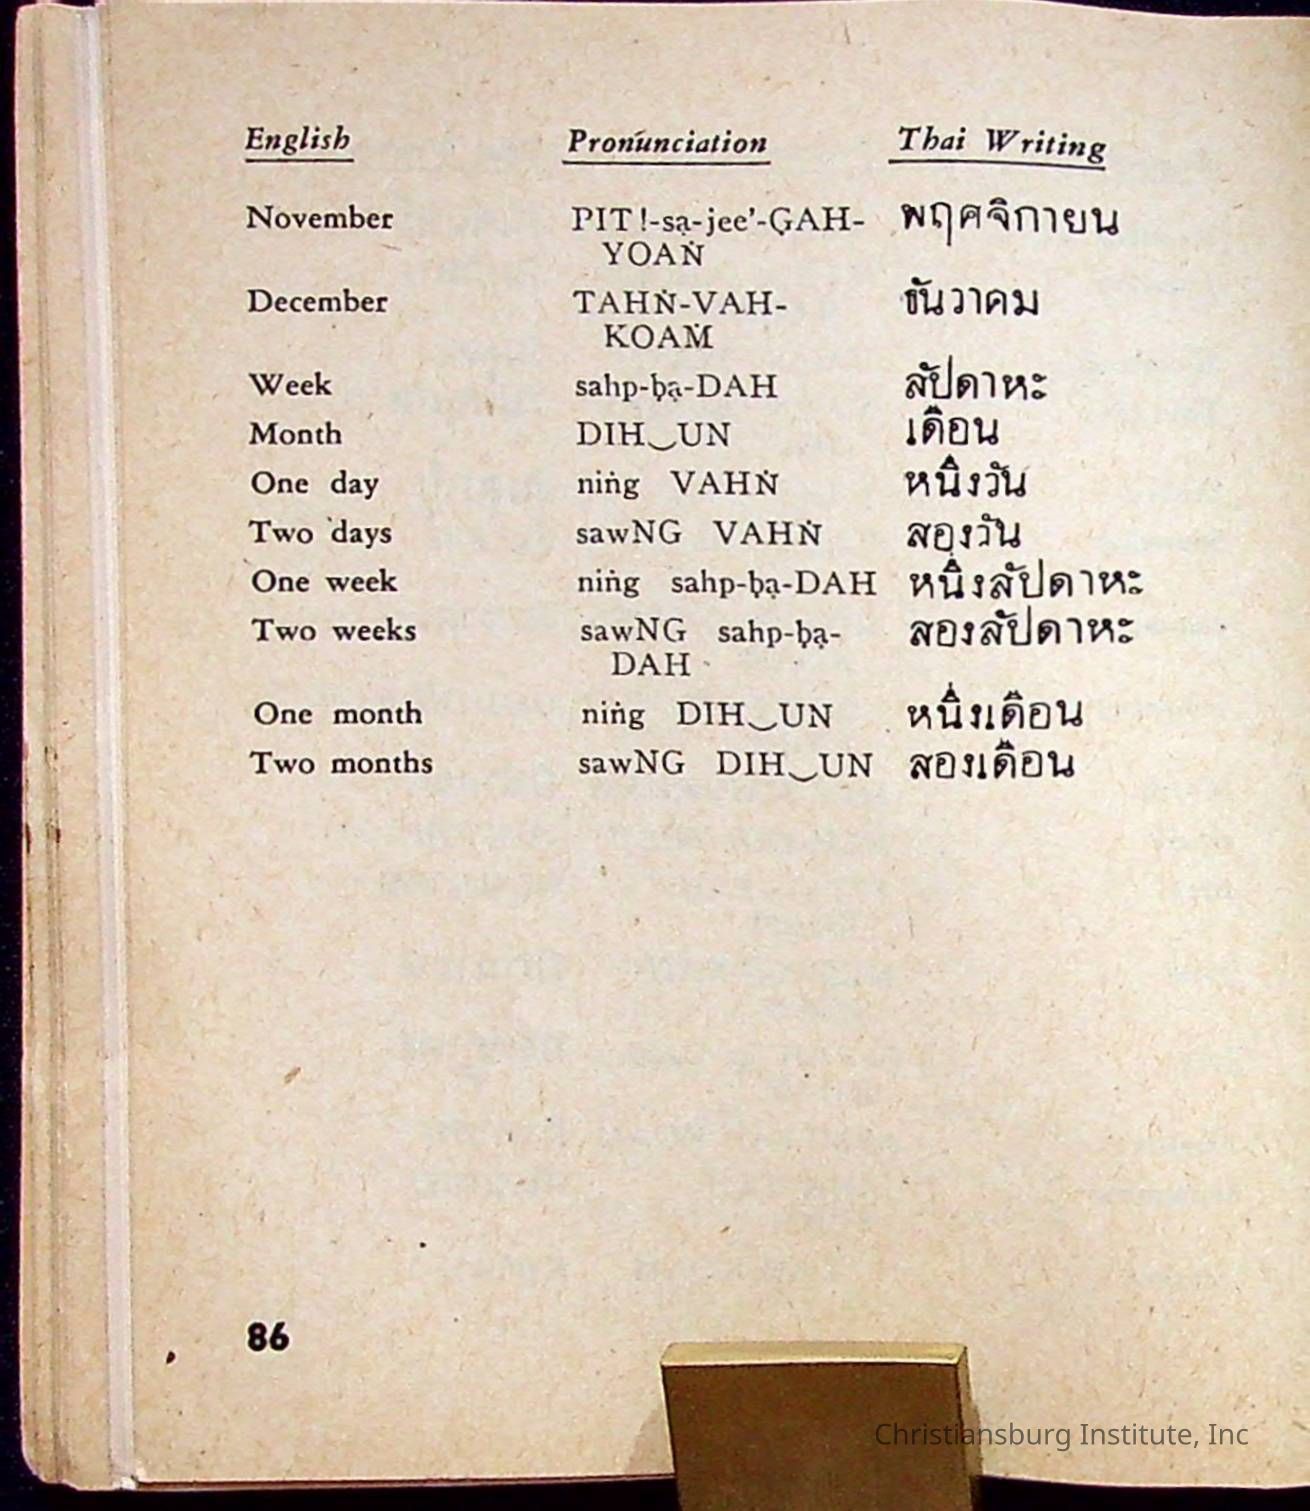 English Pronunciation Thai Writing
November PIT!-sạ-jee'-G̣AH- พฤศจิกายน
YOAṄ
December TAHṄ-VAH- ธันวาคม
KOAṀ
Week sahp-ḅạ-DAH สัปดาหะ
Month DIH‿UN เดือน
One day niṅg VAHṄ หนึ่งวัน
Two days sawNG VAHṄ สองวัน
One week niṅg sahp-ḅạ-DAH หนึ่งสัปดาหะ
Two weeks sawNG sahp-ḅạ- สองสัปดาหะ
DAH
One month niṅg DIH‿UN หนึ่งเดือน
Two months sawNG DIH‿UN สองเดือน
86
Christiansburg Institute, Inc